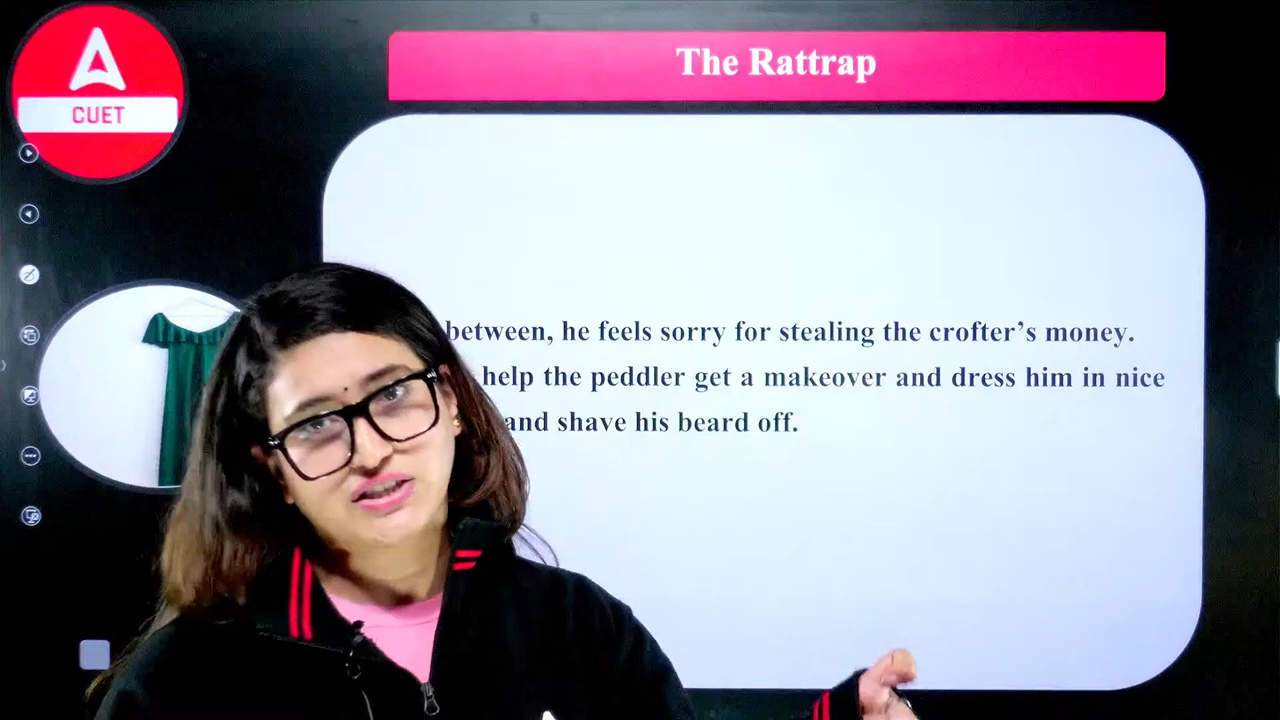 CUET
The Rattrap
between, he feels sorry for stealing the crofter’s money.
help the peddler get a makeover and dress him in nice
and shave his beard off.